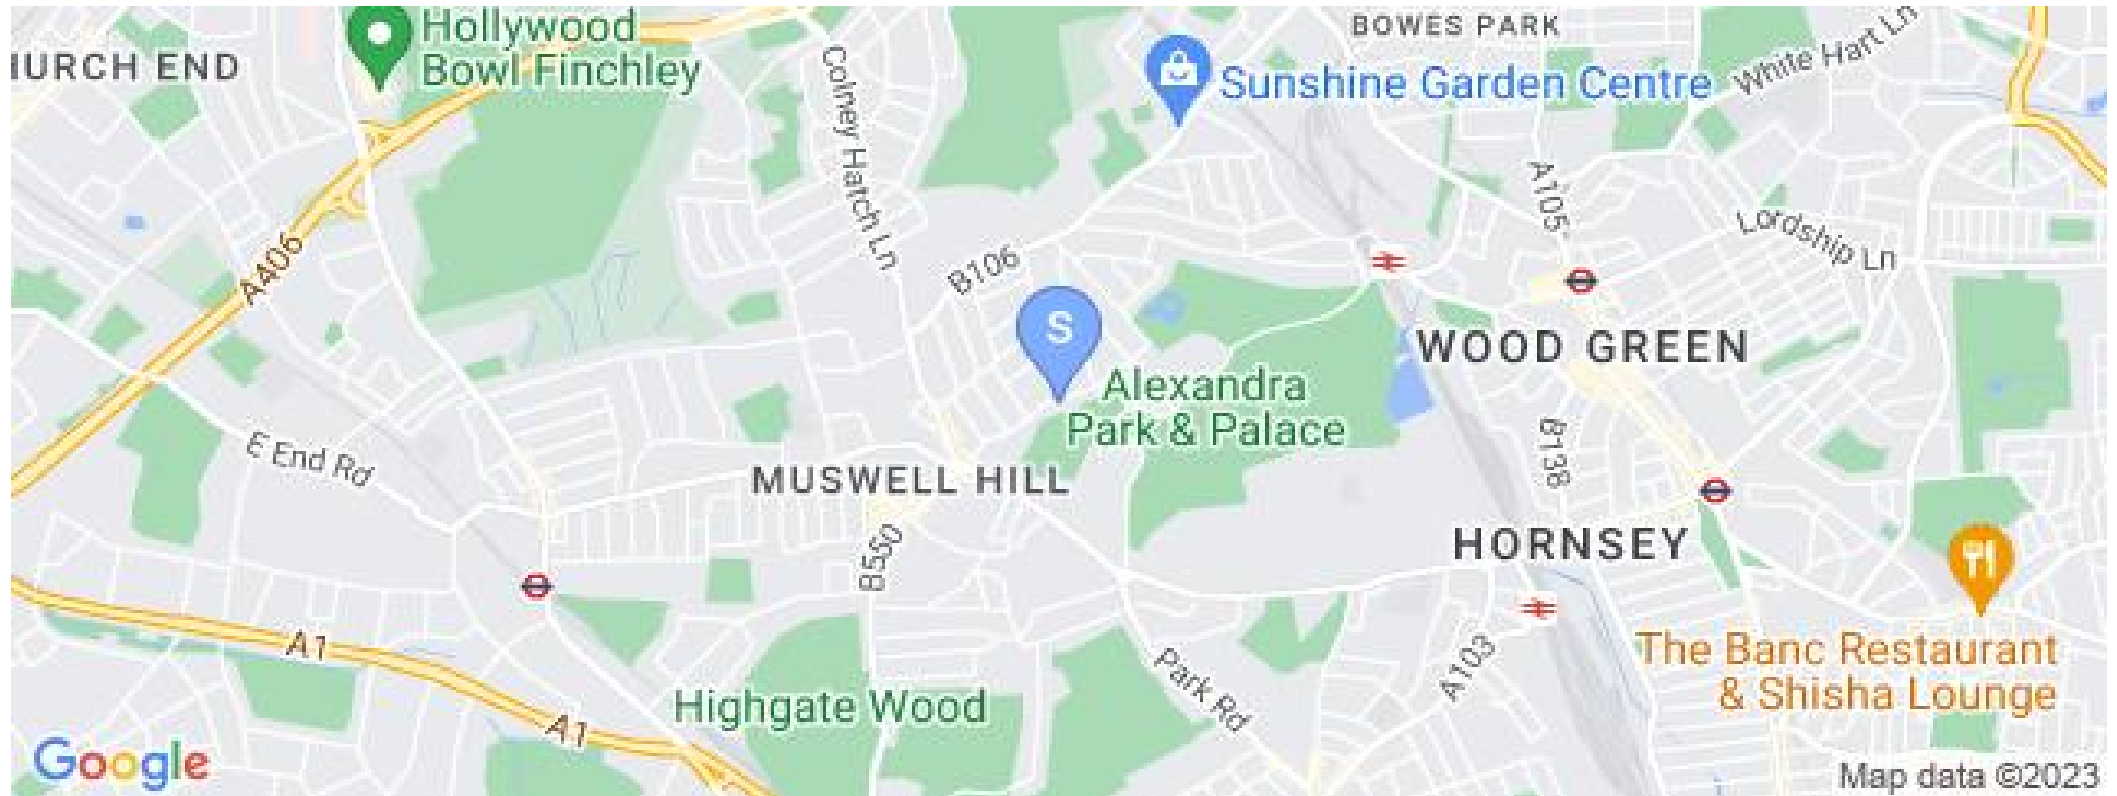 Hollywood
Bowl Finchley
BOWES PARK
HURCH END
Sunshine Garden Centre
White Hart Ln
Colney Hatch Ln
A105
Lordship Ln
A406
B106
S
WOOD GREEN
Alexandra
Park & Palace
E End Rd
B138
MUSWELL HILL
B550
HORNSEY
A1
The Banc Restaurant
& Shisha Lounge
Park Rd
A103
Highgate Wood
A1
Google
Map data ©2023